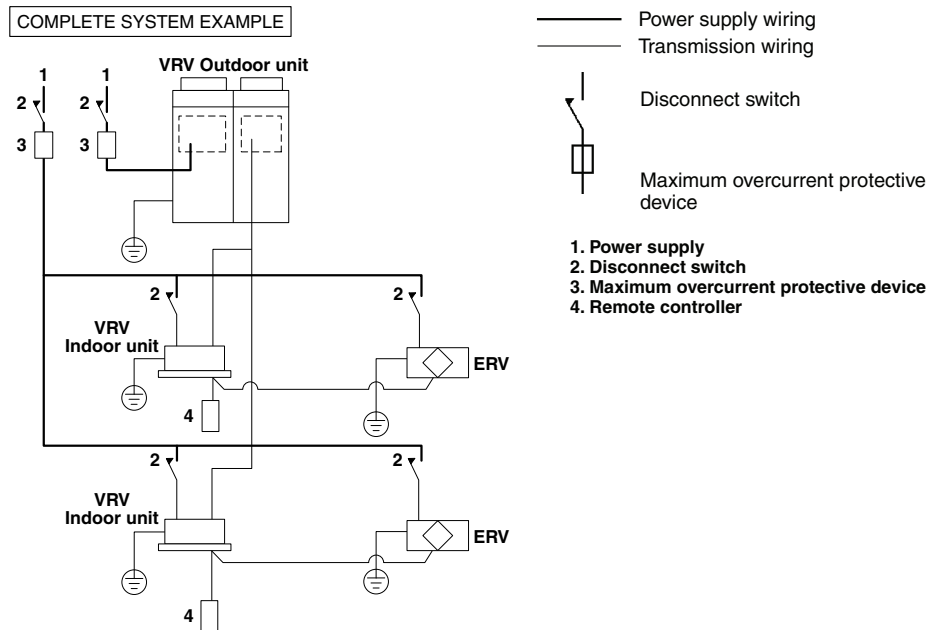 COMPLETE SYSTEM EXAMPLE
Power supply wiring
Transmission wiring
VRV Outdoor unit
1 1
2 2
3 3
Disconnect switch
Maximum overcurrent protective
device
1. Power supply
2. Disconnect switch
3. Maximum overcurrent protective device
4. Remote controller
2 2
VRV
Indoor unit
ERV
4
2 2
VRV
Indoor unit
ERV
4